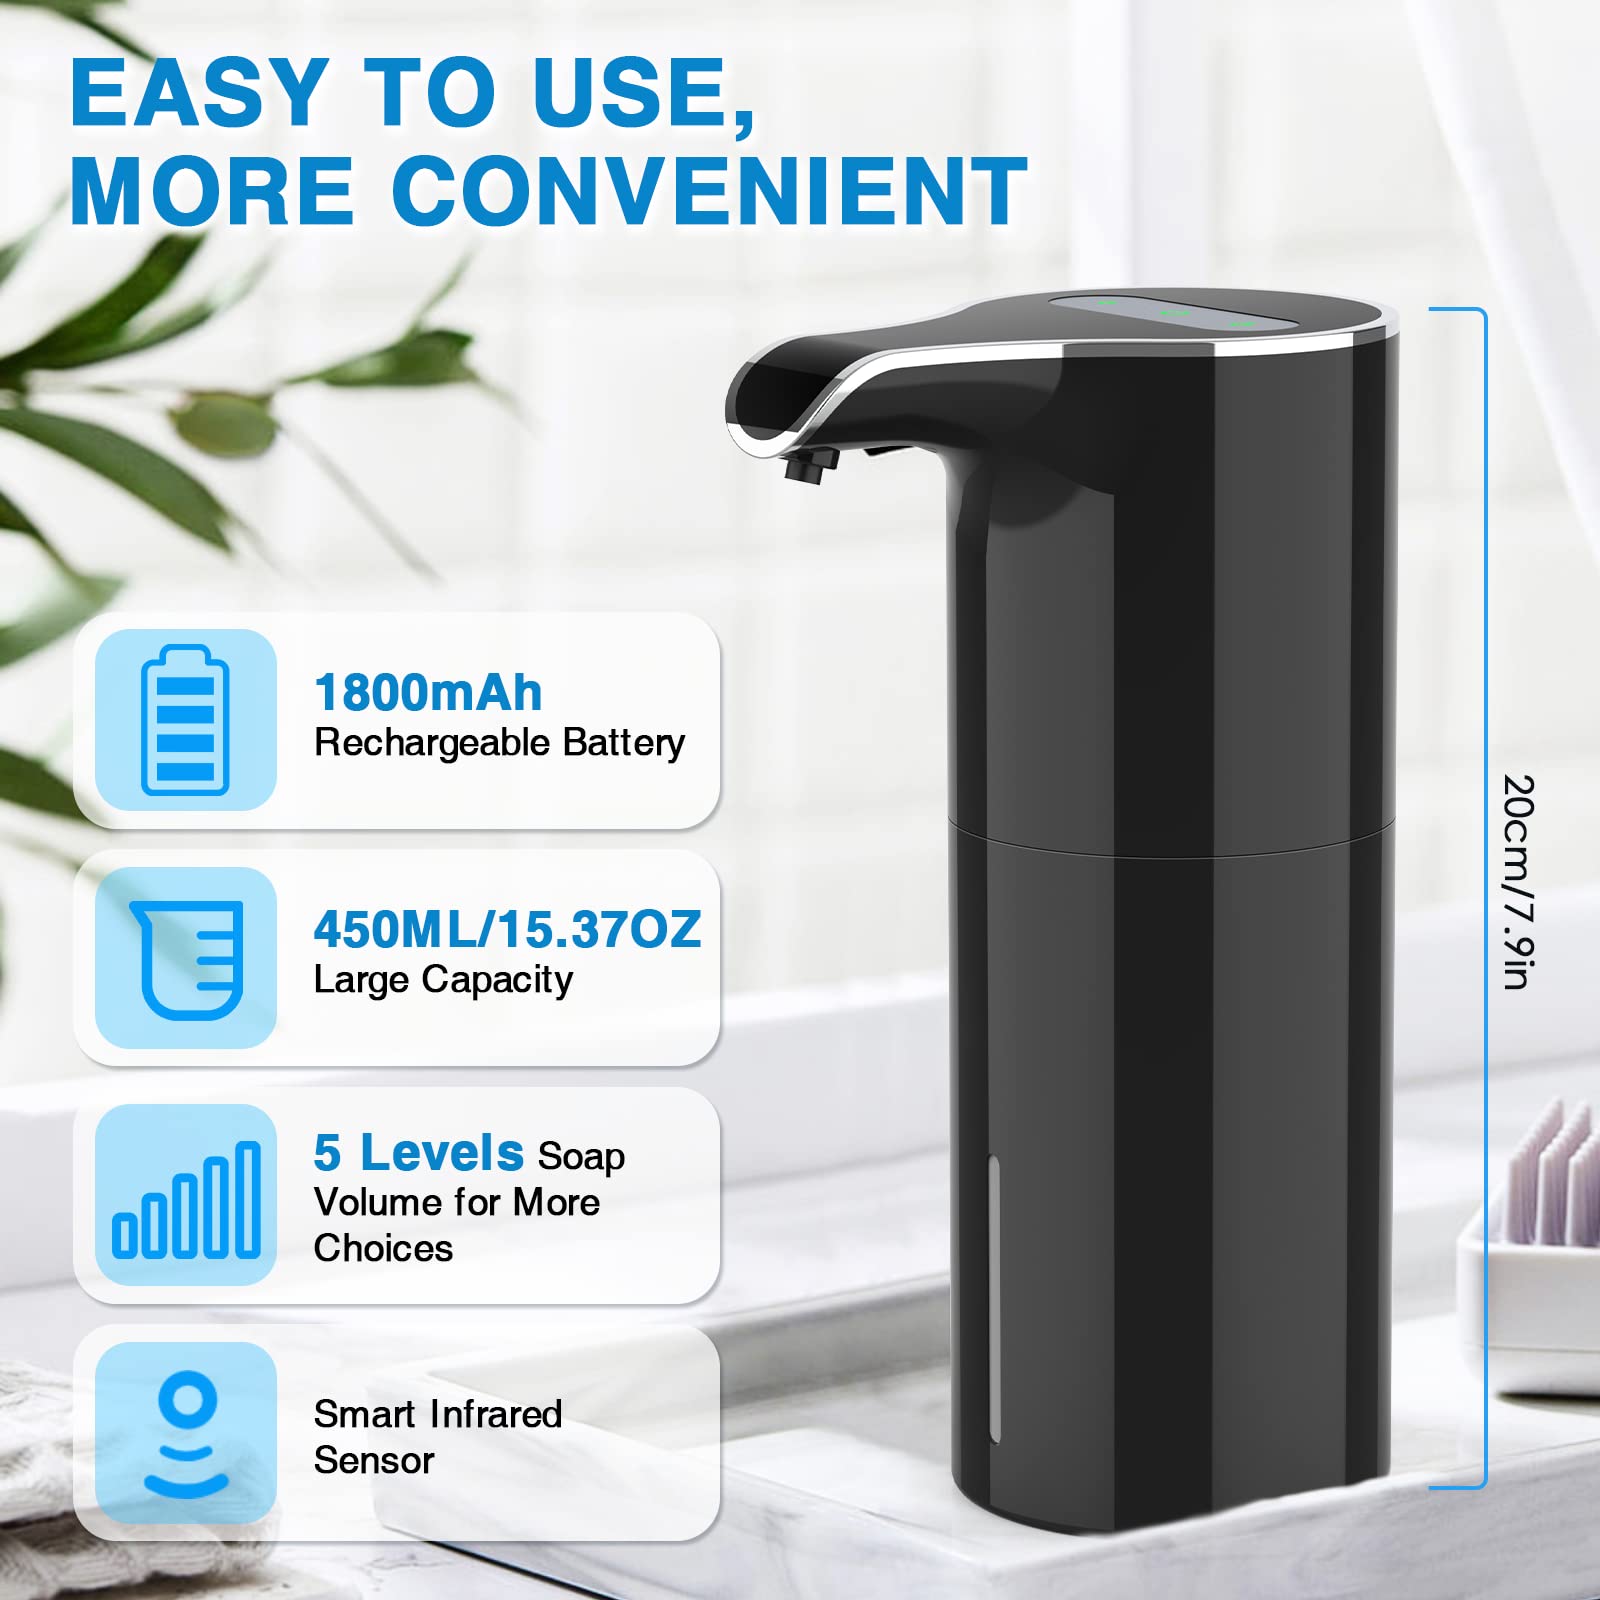 EASY TO USE,
MORE CONVENIENT
1800mAh
Rechargeable Battery
450ML/15.37OZ
Large Capacity
5 Levels Soap
Volume for More
Choices
Smart Infrared
Sensor
20cm/7.9in